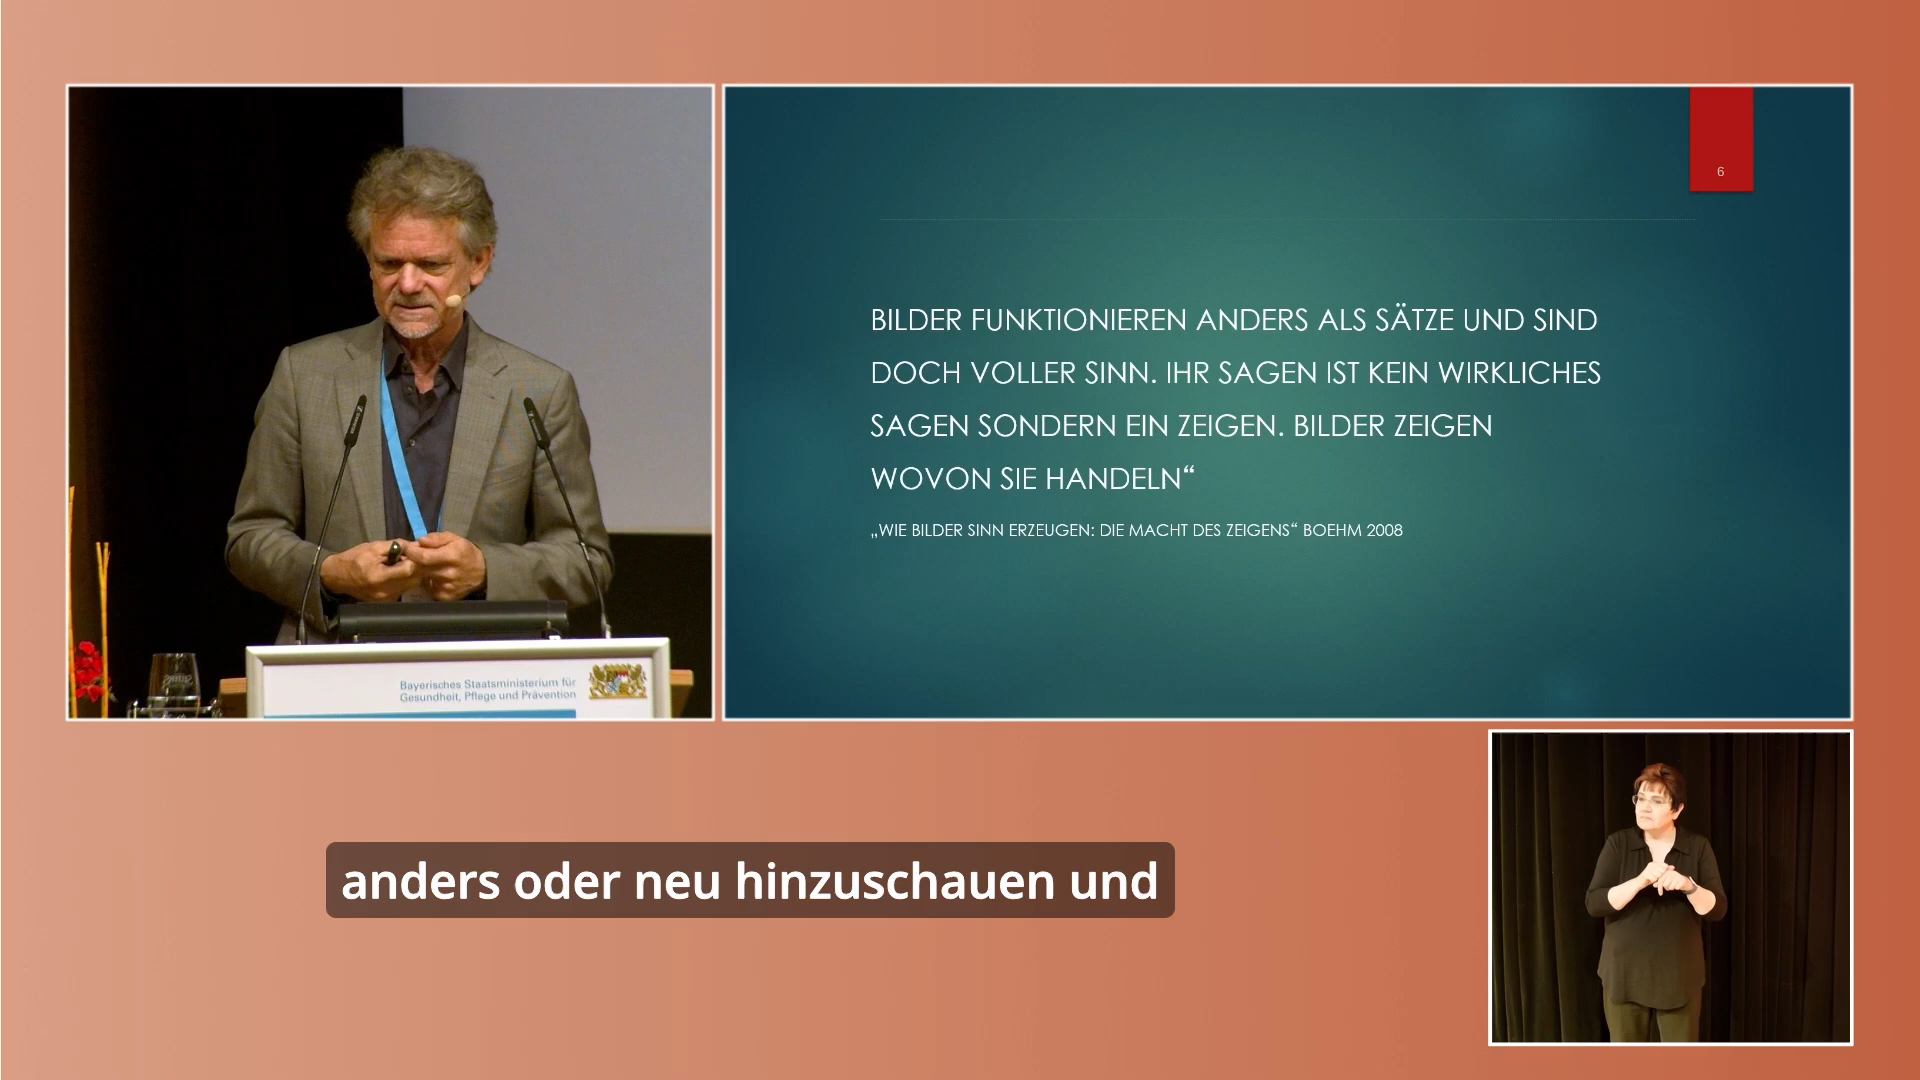 6
BILDER FUNKTIONIEREN ANDERS ALS SÄTZE UND SIND
DOCH VOLLER SINN. IHR SAGEN IST KEIN WIRKLICHES
SAGEN SONDERN EIN ZEIGEN. BILDER ZEIGEN
WOVON SIE HANDELN“
„WIE BILDER SINN ERZEUGEN: DIE MACHT DES ZEIGENS“ BOEHM 2008
Bayerisches Staatsministerium für
Gesundheit, Pflege und Prävention
anders oder neu hinzuschauen und